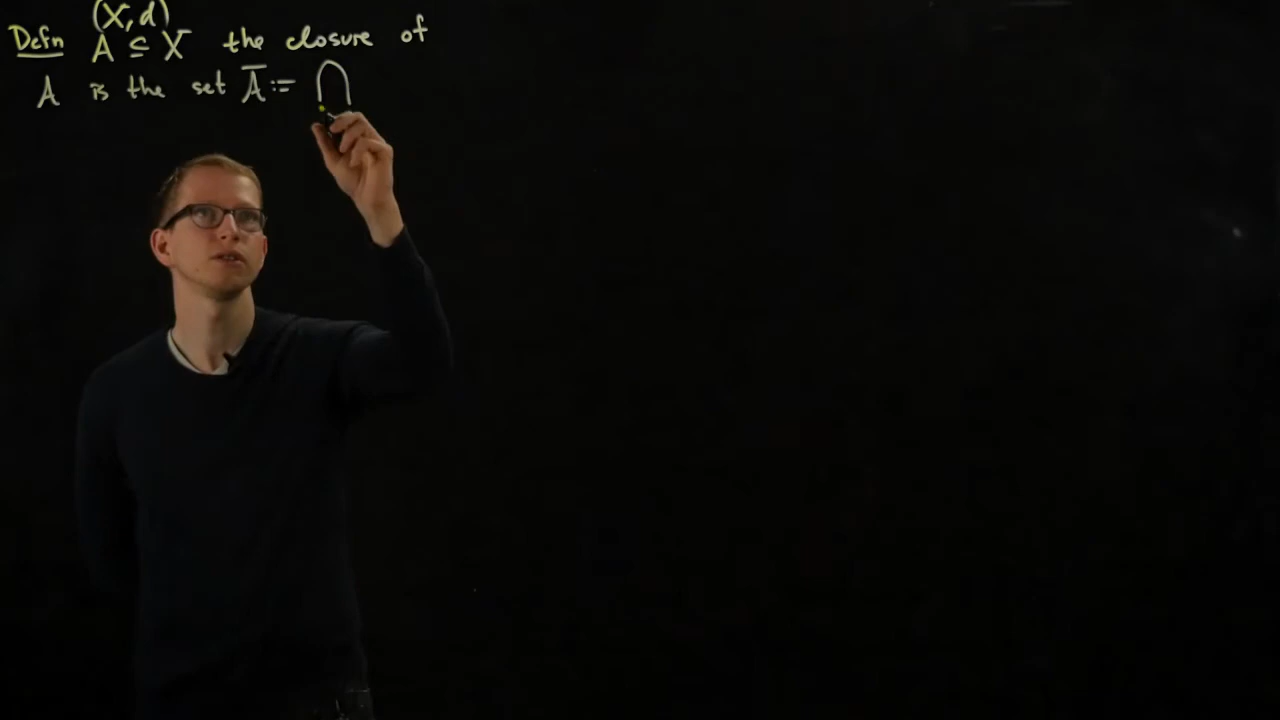 (X, d)
Defn A ⊆ X the closure of
A is the set A̅ := ⋂